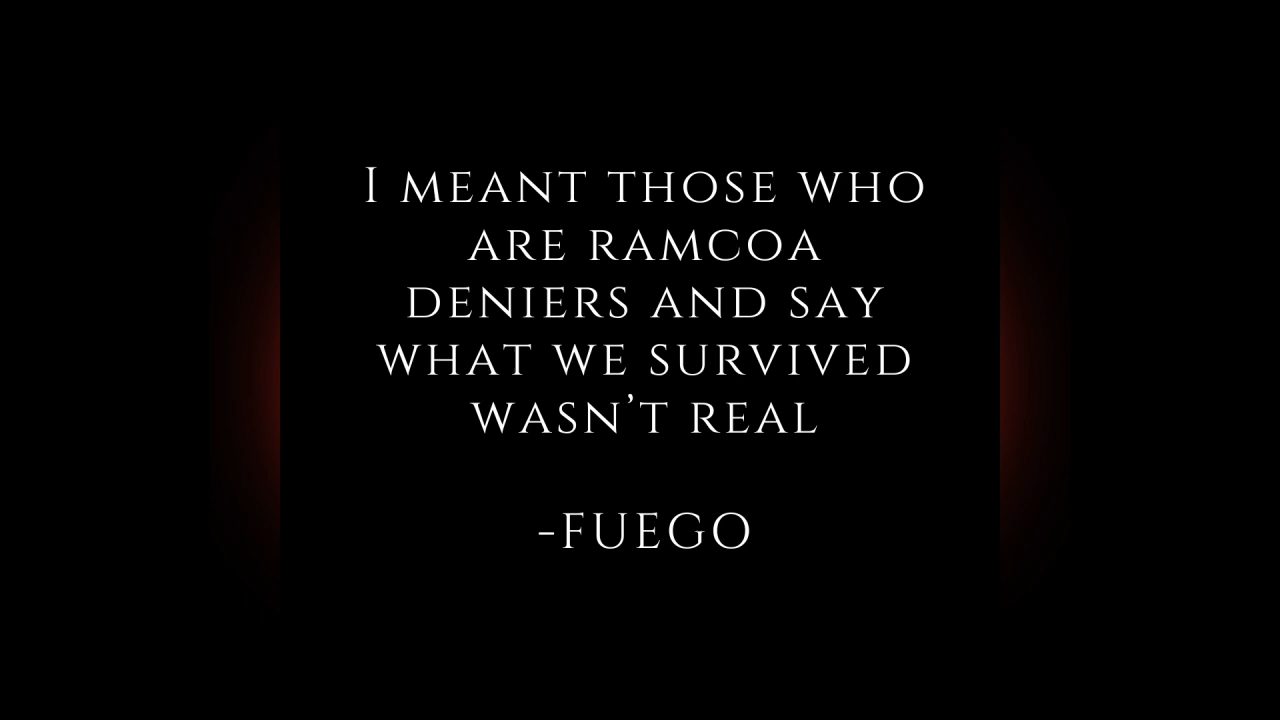 I MEANT THOSE WHO
ARE RAMCOA
DENIERS AND SAY
WHAT WE SURVIVED
WASN’T REAL
-FUEGO